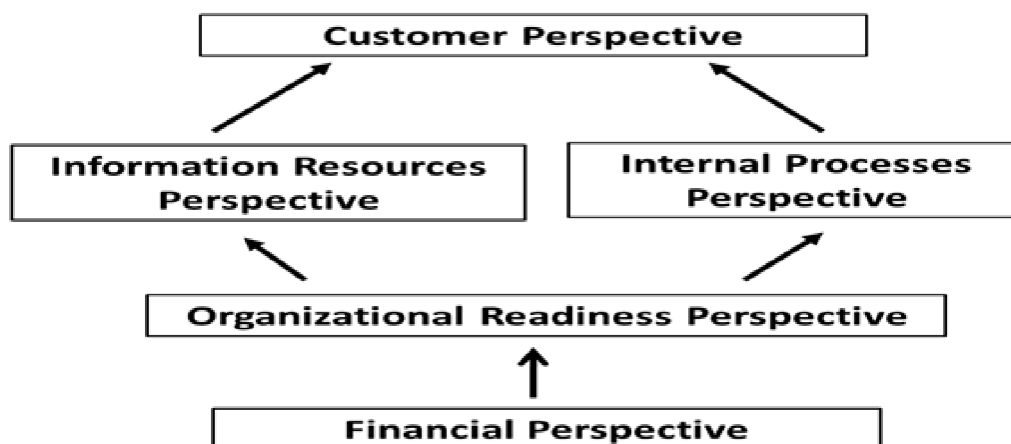 Customer Perspective
Information Resources
Perspective
Internal Processes
Perspective
Organizational Readiness Perspective
Financial Perspective